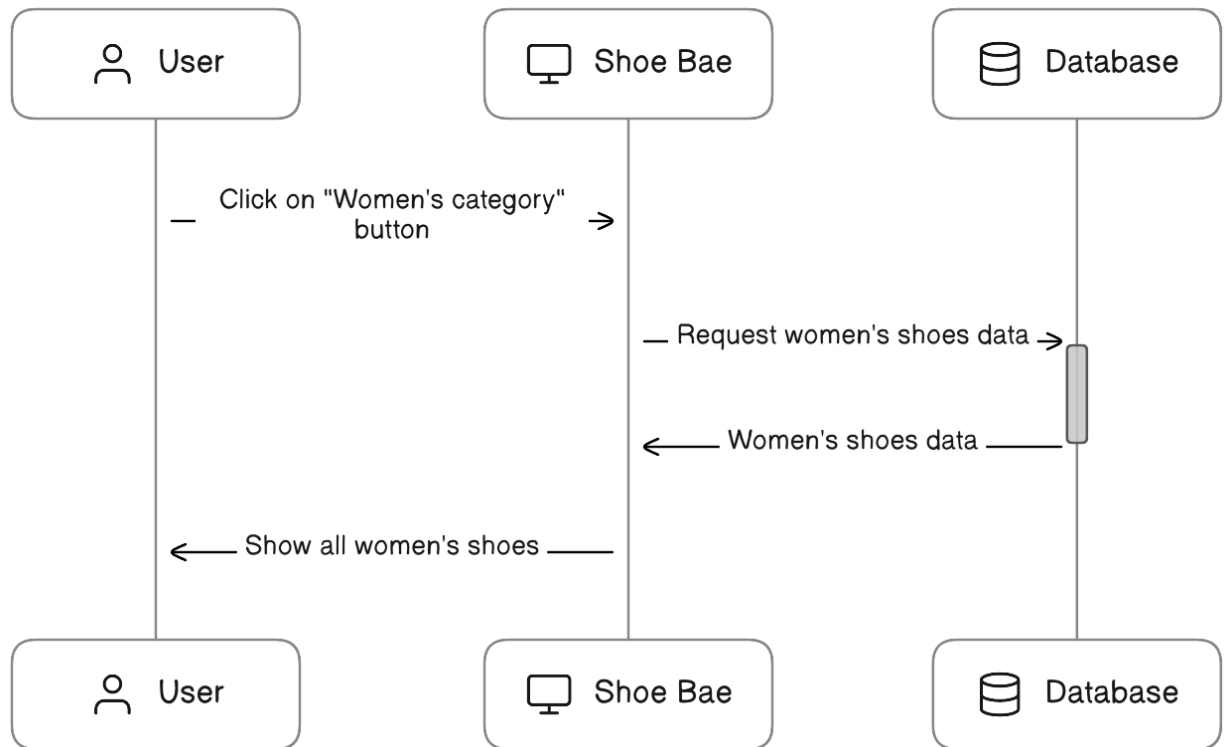 User
Shoe Bae
Database
Click on "Women's category"
button
Request women's shoes data
Women's shoes data
Show all women's shoes
User
Shoe Bae
Database